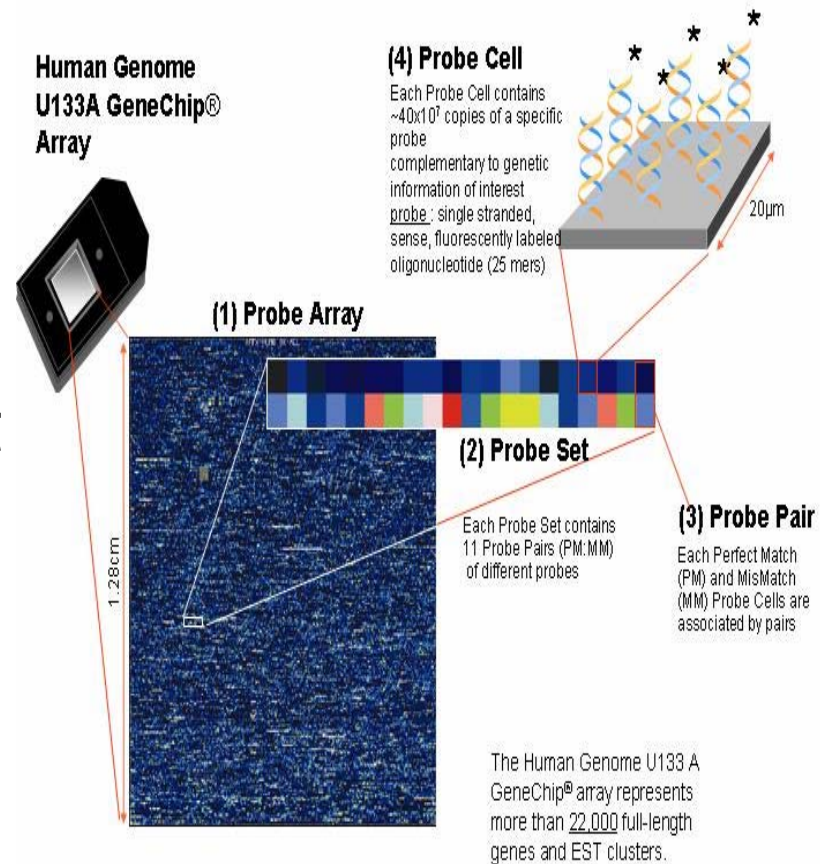 Human Genome
U133A GeneChip®
Array
(4) Probe Cell
Each Probe Cell contains
~40x10⁷ copies of a specific
probe
complementary to genetic
information of interest
probe : single stranded,
sense, fluorescently labeled
oligonucleotide (25 mers)
* * * * *
20µm
(1) Probe Array
1.28cm
(2) Probe Set
Each Probe Set contains
11 Probe Pairs (PM:MM)
of different probes
(3) Probe Pair
Each Perfect Match
(PM) and MisMatch
(MM) Probe Cells are
associated by pairs
The Human Genome U133 A
GeneChip® array represents
more than 22,000 full-length
genes and EST clusters.